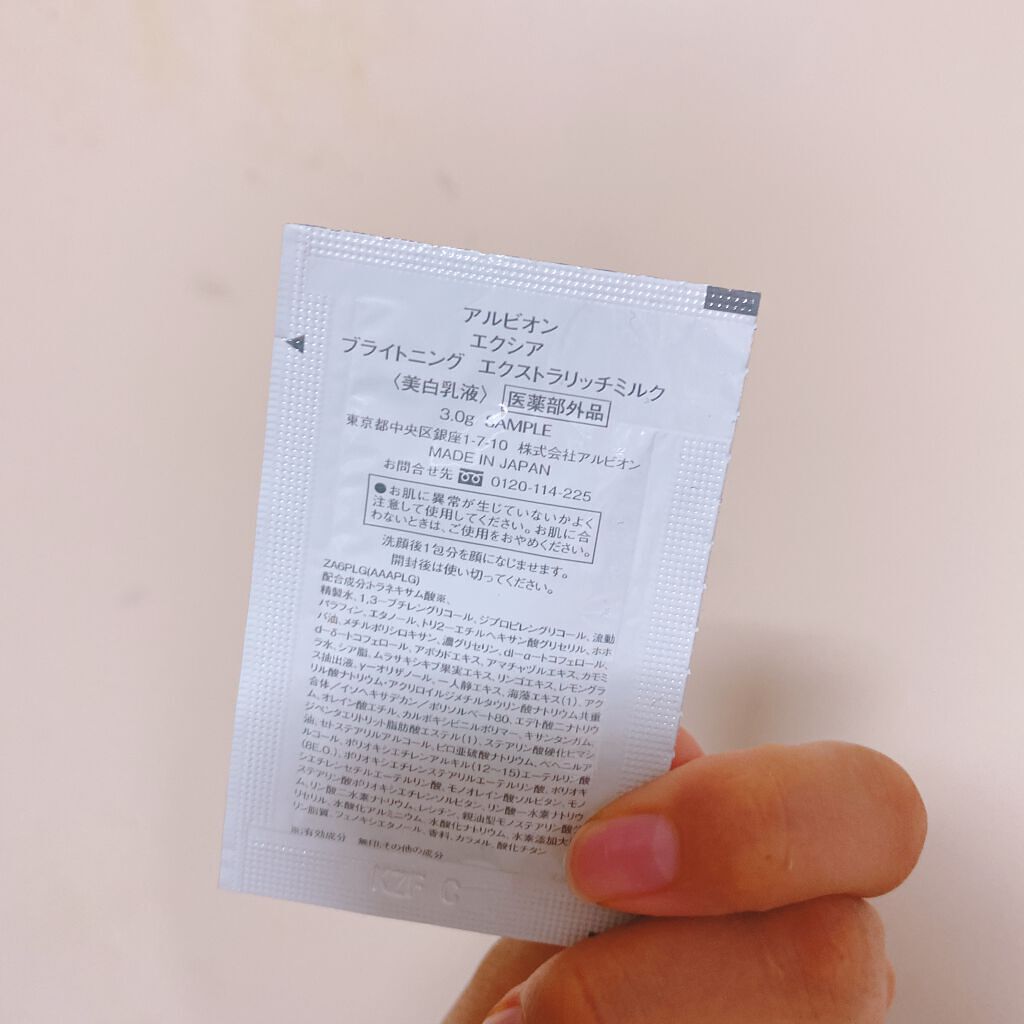 アルビオン
エクシア
ブライトニング エクストラリッチミルク
〈美白乳液〉 医薬部外品
3.0g SAMPLE
東京都中央区銀座1-7-10 株式会社アルビオン
MADE IN JAPAN
お問合せ先 0120-114-225
●お肌に異常が生じていないかよく
注意して使用してください。お肌に合
わないときは、ご使用をおやめください。
洗顔後1包分を顔になじませます。
開封後は使い切ってください。
ZA6PLG(AAAPLG)
配合成分:トラネキサム酸※、
精製水、1,3-ブチレングリコール、ジプロピレングリコール、流動
パラフィン、エタノール、トリ2-エチルヘキサン酸グリセリル、ホホ
バ油、メチルポリシロキサン、濃グリセリン、dl-α-トコフェロール、
d-δ-トコフェロール、アボカドエキス、アマチャヅルエキス、カモミ
ラ水、シア脂、ムラサキシキブ果実エキス、リンゴエキス、レモングラ
ス抽出液、γ-オリザノール、一人静エキス、海藻エキス(1)、アク
リル酸ナトリウム・アクリロイルジメチルタウリン酸ナトリウム共重
合体/イソヘキサデカン/ポリソルベート80、エデト酸二ナトリウ
ム、オレイン酸エチル、カルボキシビニルポリマー、キサンタンガム、
ジペンタエリトリット脂肪酸エステル(1)、ステアリン酸硬化ヒマシ
油、セトステアリルアルコール、ピロ亜硫酸ナトリウム、ベヘニルア
ルコール、ポリオキシエチレンアルキル(12~15)エーテルリン酸
(8E.O.)、ポリオキシエチレンステアリルエーテルリン酸、ポリオキ
シエチレンセチルエーテルリン酸、モノオレイン酸ソルビタン、モノ
ステアリン酸ポリオキシエチレンソルビタン、リン酸一水素ナトリウ
ム、リン酸二水素ナトリウム、レシチン、親油型モノステアリン酸グ
リセリル、水酸化アルミニウム、水酸化ナトリウム、水素添加大
リン脂質、フェノキシエタノール、香料、カラメル、酸化チタン
※:有効成分 無印:その他の成分
KZF C